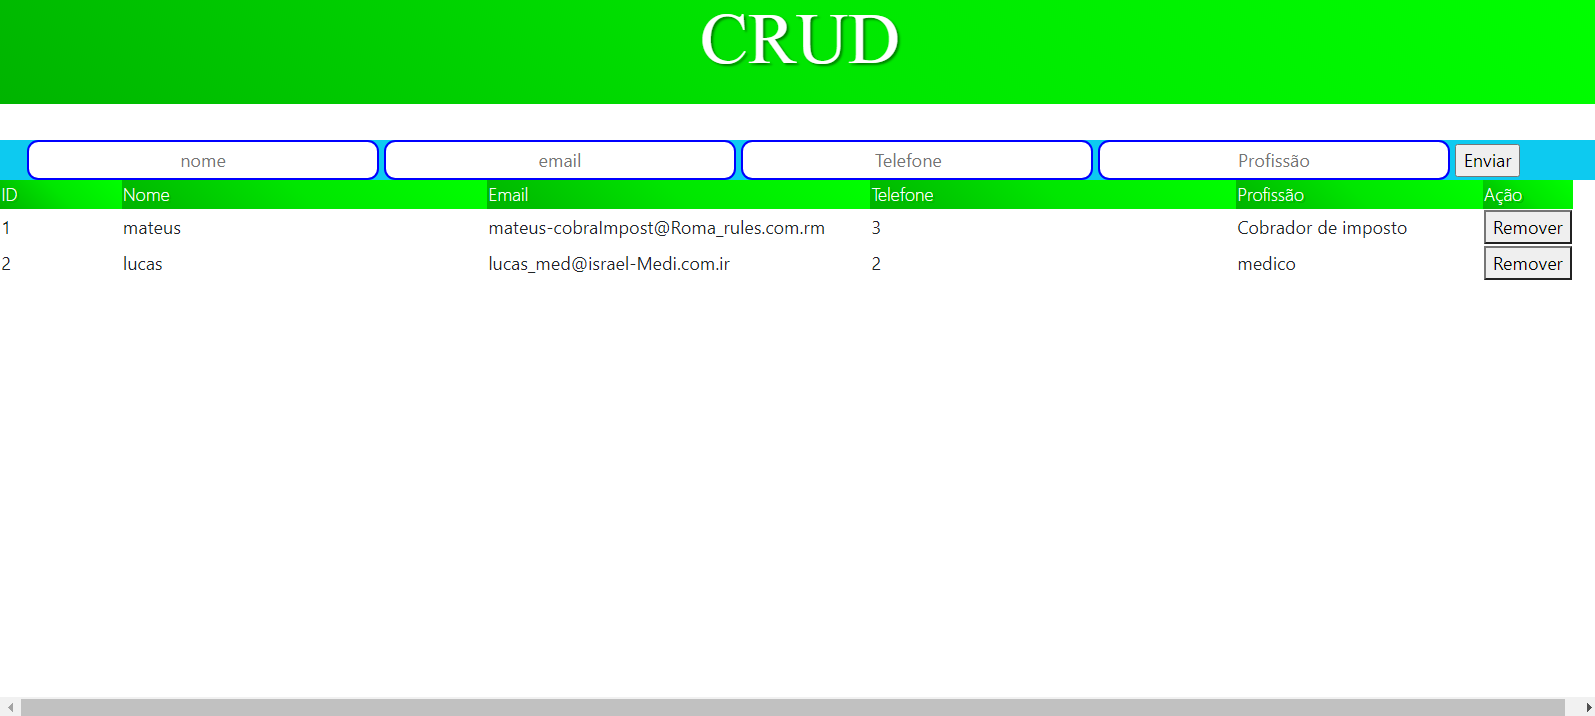 CRUD
nome email Telefone Profissão Enviar
ID Nome Email Telefone Profissão Ação
1 mateus mateus-cobraImpost@Roma_rules.com.rm 3 Cobrador de imposto Remover
2 lucas lucas_med@israel-Medi.com.ir 2 medico Remover